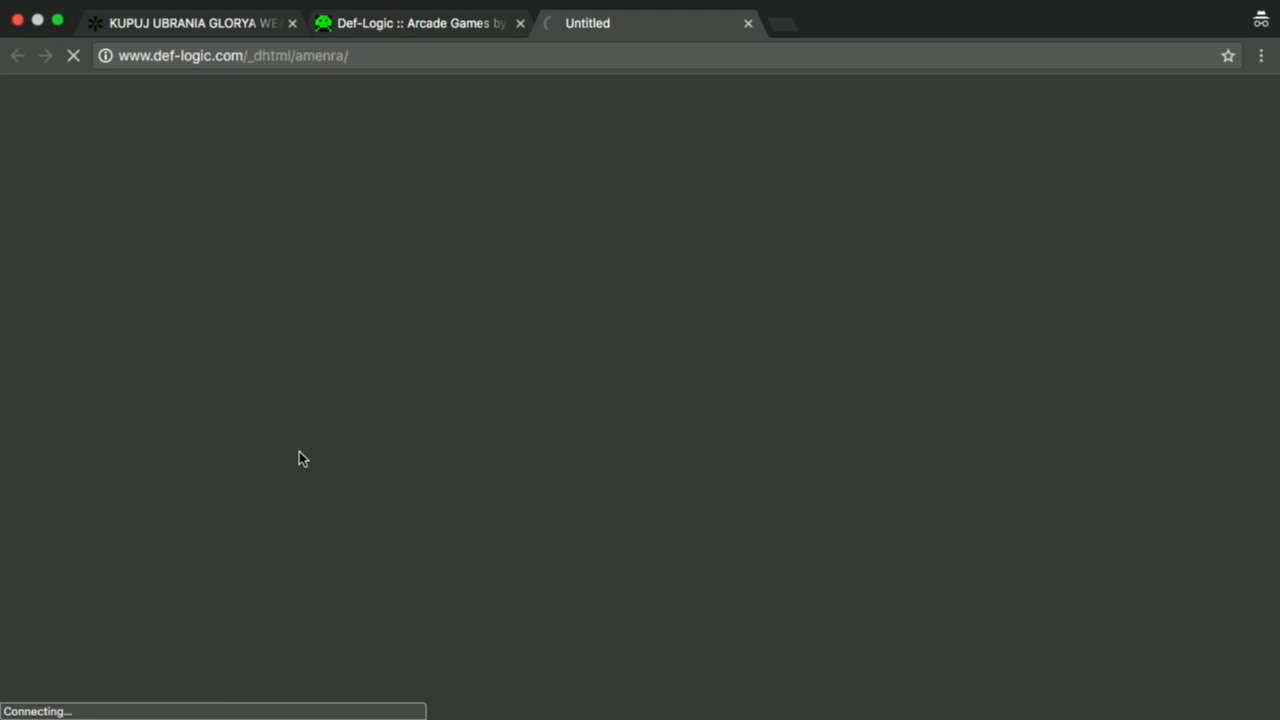 KUPUJ UBRANIA GLORYA WE
Def-Logic :: Arcade Games by
Untitled
www.def-logic.com/_dhtml/amenra/
Connecting...